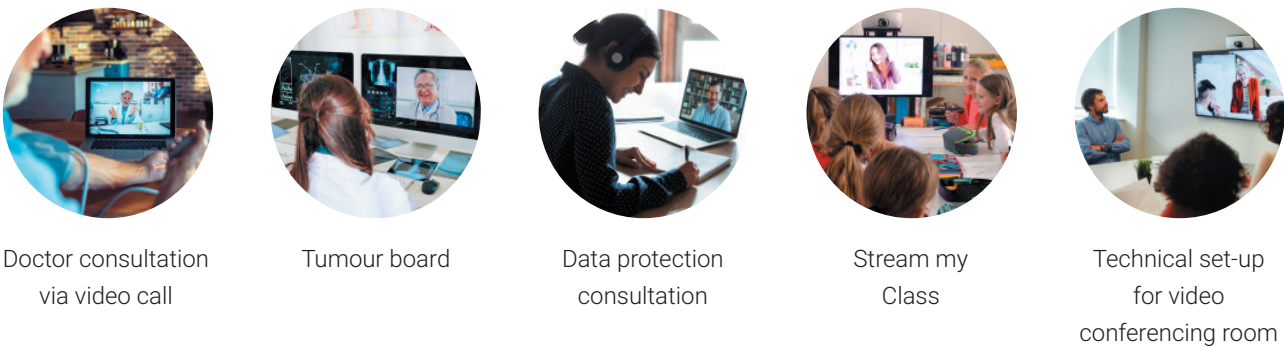 Doctor consultation
via video call
Tumour board
Data protection
consultation
Stream my
Class
Technical set-up
for video
conferencing room